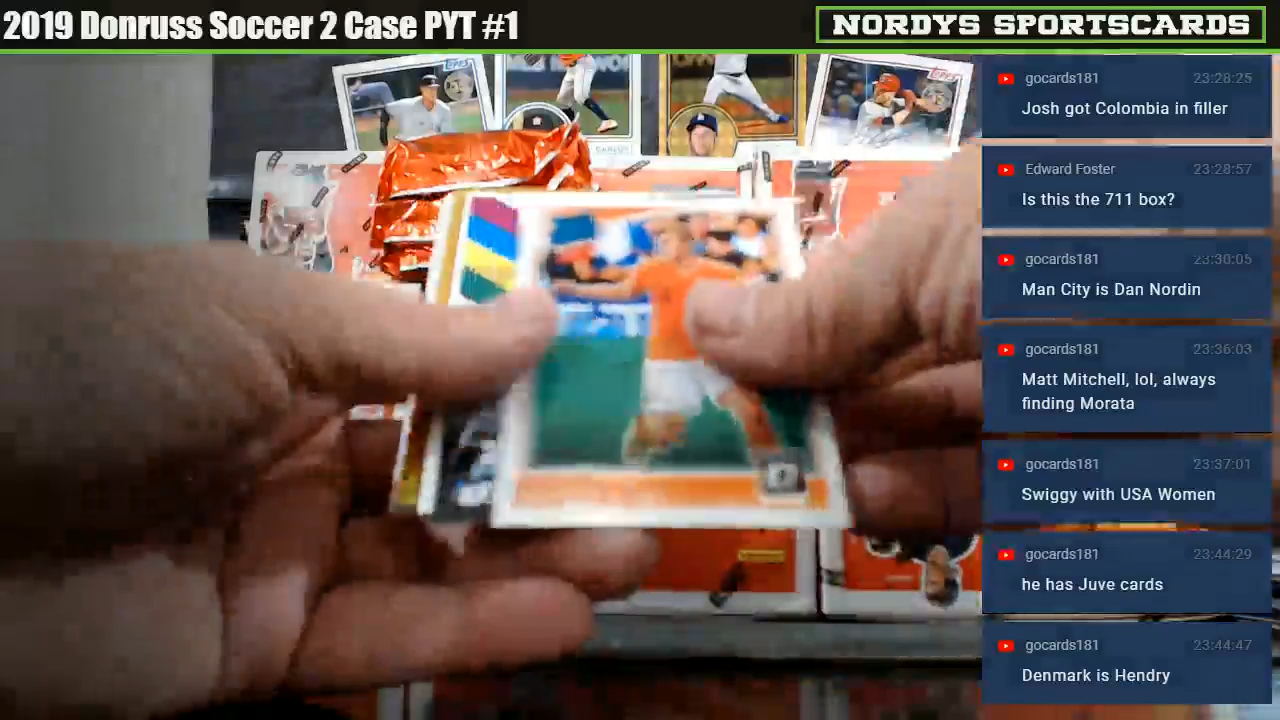 2019 Donruss Soccer 2 Case PYT #1
NORDYS SPORTSCARDS
gocards181 23:28:25
Josh got Colombia in filler
Edward Foster 23:28:57
Is this the 711 box?
gocards181 23:30:05
Man City is Dan Nordin
gocards181 23:36:03
Matt Mitchell, lol, always
finding Morata
gocards181 23:37:01
Swiggy with USA Women
gocards181 23:44:29
he has Juve cards
gocards181 23:44:47
Denmark is Hendry
Topps
Topps